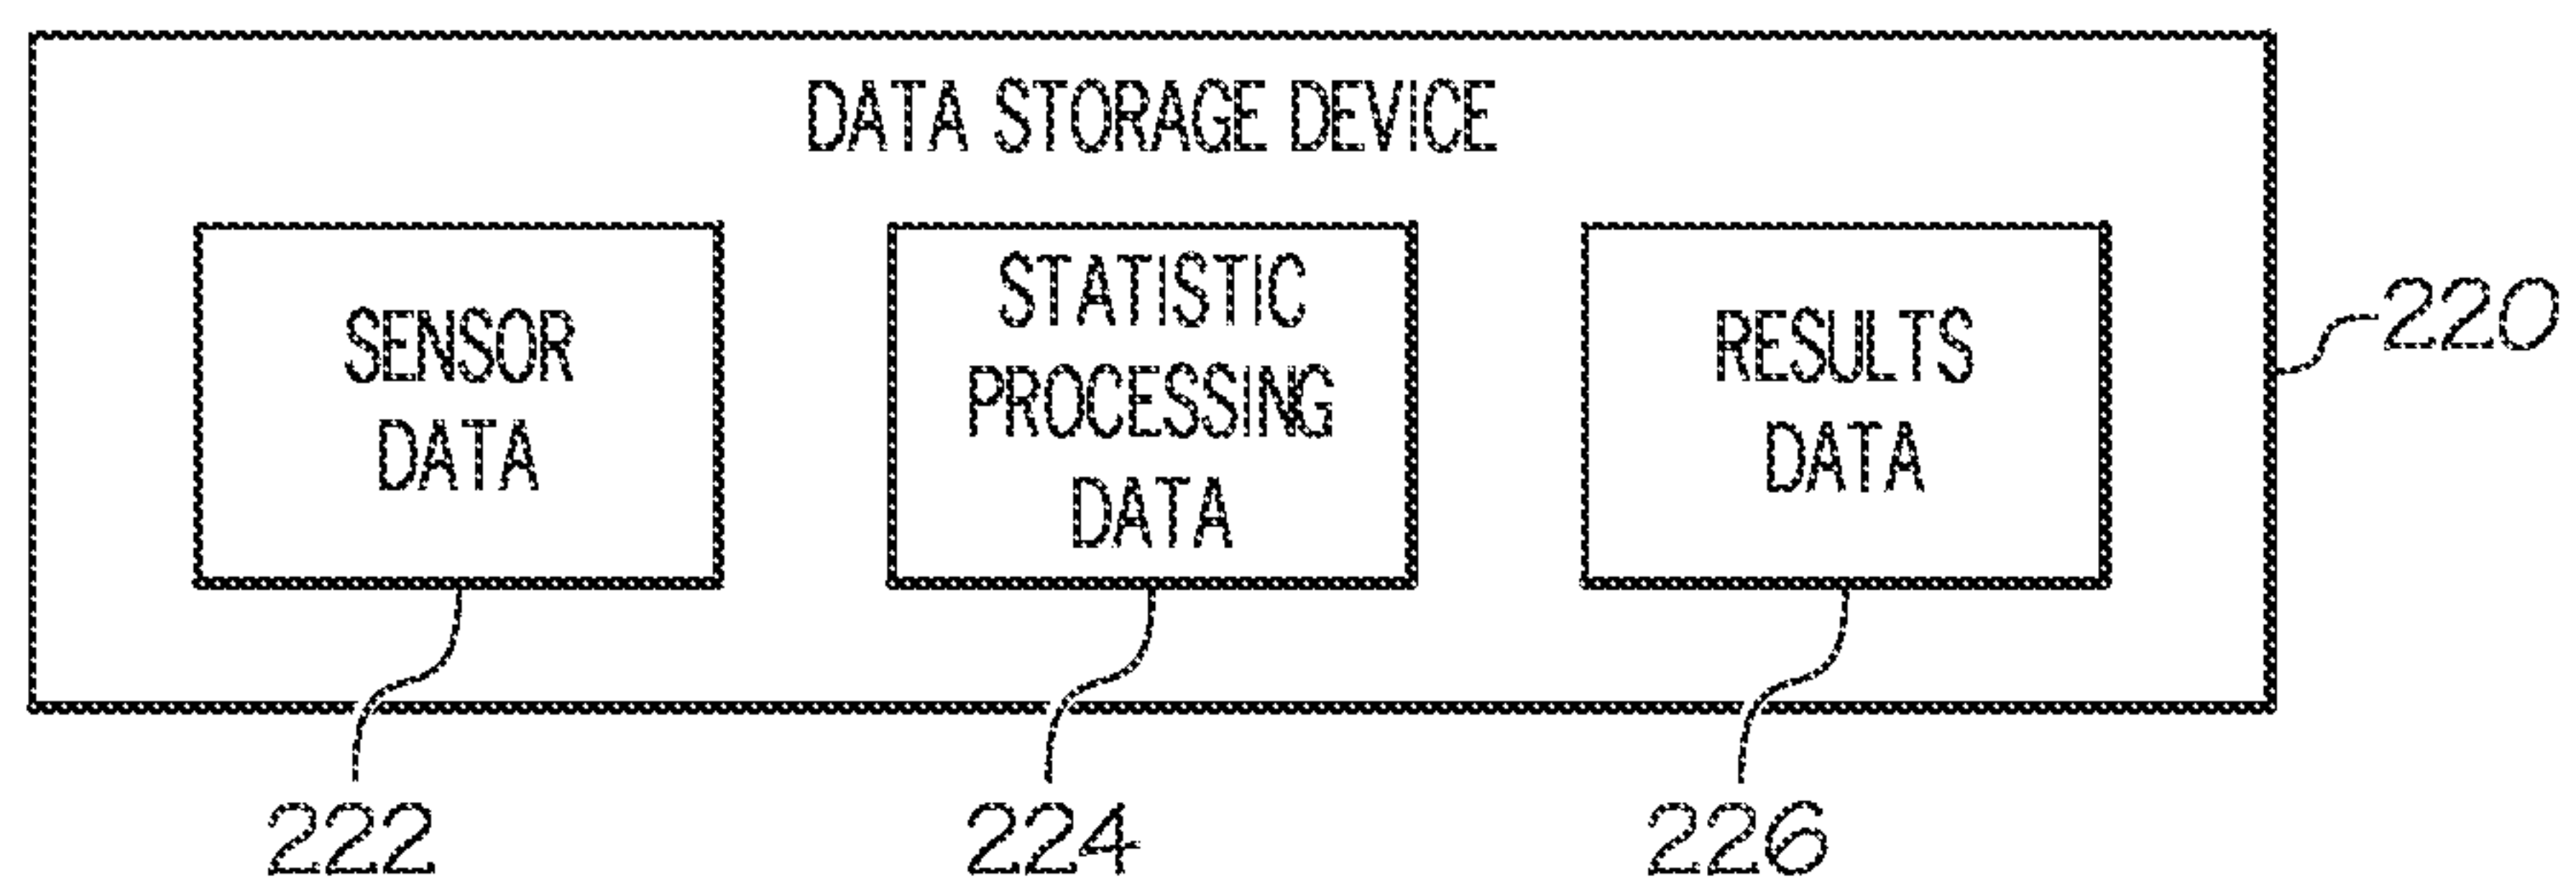 DATA STORAGE DEVICE
SENSOR
DATA
STATISTIC
PROCESSING
DATA
RESULTS
DATA
220
222
224
226